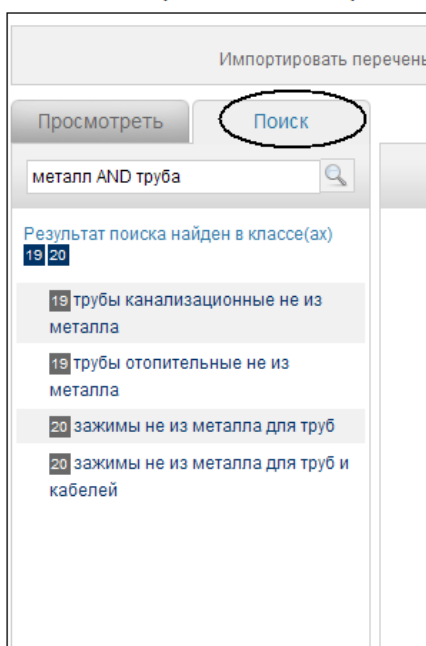 Импортировать перечень
Просмотреть
Поиск
металл AND труба
Результат поиска найден в классе(ах)
19 20
19 трубы канализационные не из
металла
19 трубы отопительные не из
металла
20 зажимы не из металла для труб
20 зажимы не из металла для труб и
кабелей